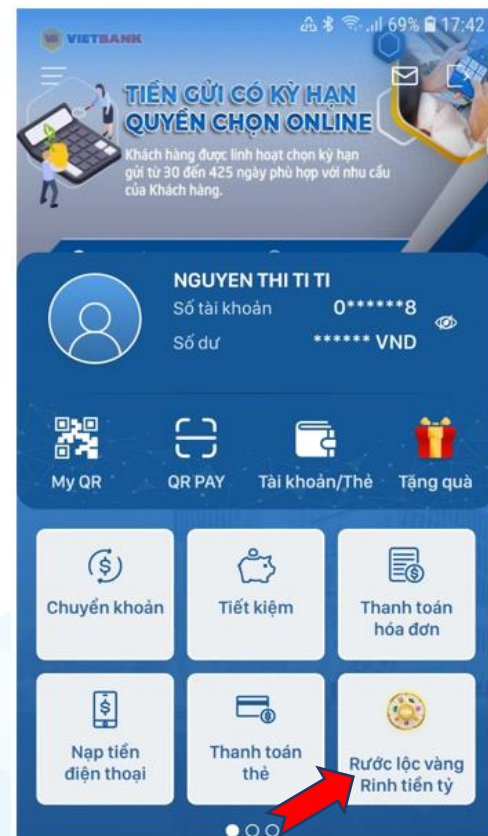 VIETBANK
69% 17:42
TIỀN GỬI CÓ KỲ HẠN
QUYỀN CHỌN ONLINE
Khách hàng được linh hoạt chọn kỳ hạn
gửi từ 30 đến 425 ngày phù hợp với nhu cầu
của Khách hàng.
NGUYEN THI TI TI
Số tài khoản 0******8
Số dư ****** VND
My QR QR PAY Tài khoản/Thẻ Tặng quà
Chuyển khoản Tiết kiệm Thanh toán
hóa đơn
Nạp tiền
điện thoại
Thanh toán
thẻ
Rước lộc vàng
Rinh tiền tỷ